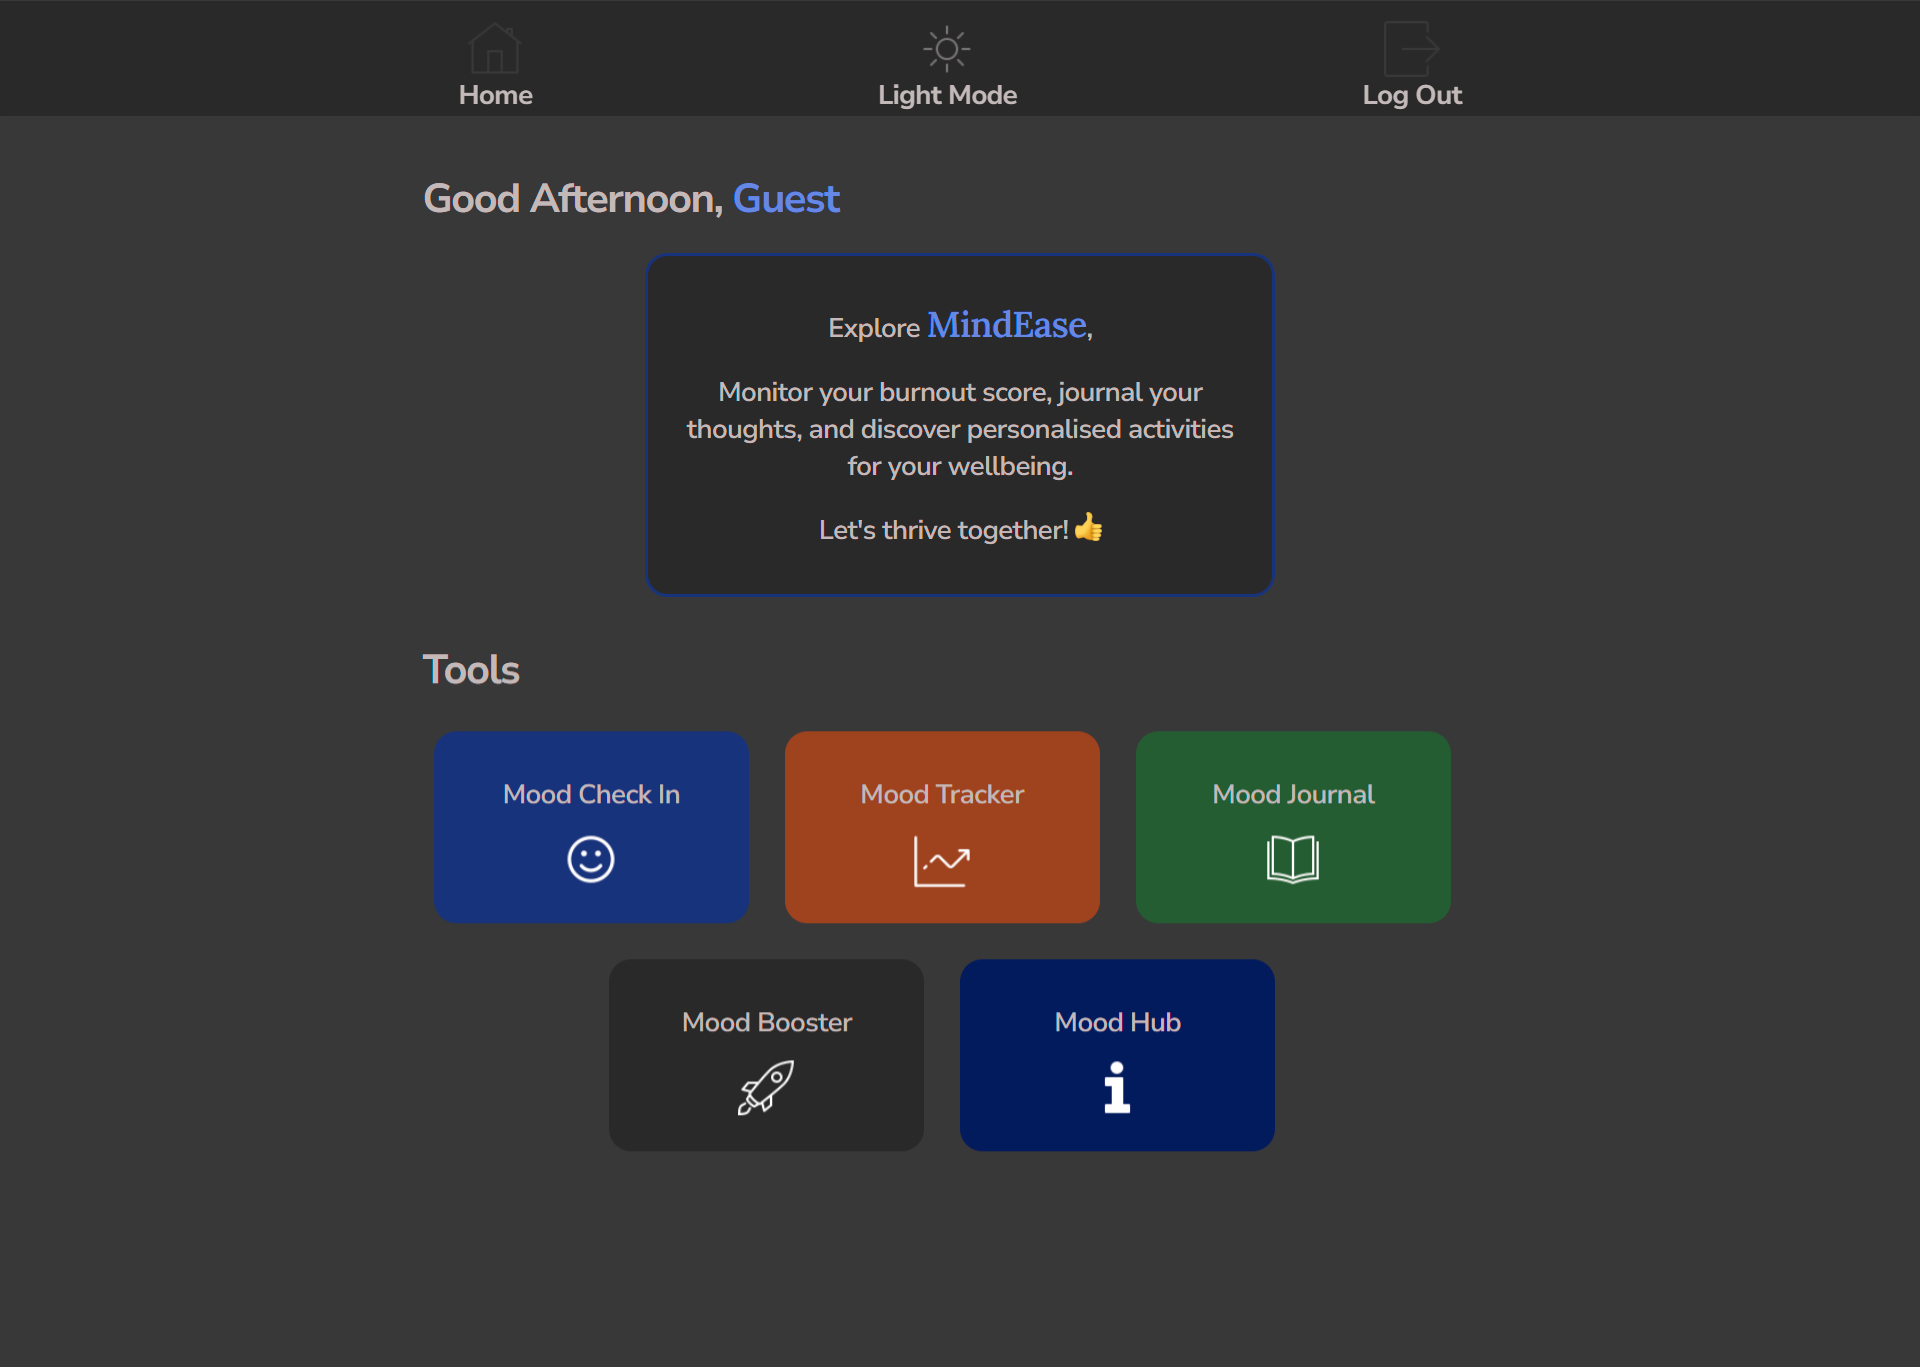 Home
Light Mode
Log Out
Good Afternoon, Guest
Explore MindEase,
Monitor your burnout score, journal your
thoughts, and discover personalised activities
for your wellbeing.
Let's thrive together!👍
Tools
Mood Check In
Mood Tracker
Mood Journal
Mood Booster
Mood Hub